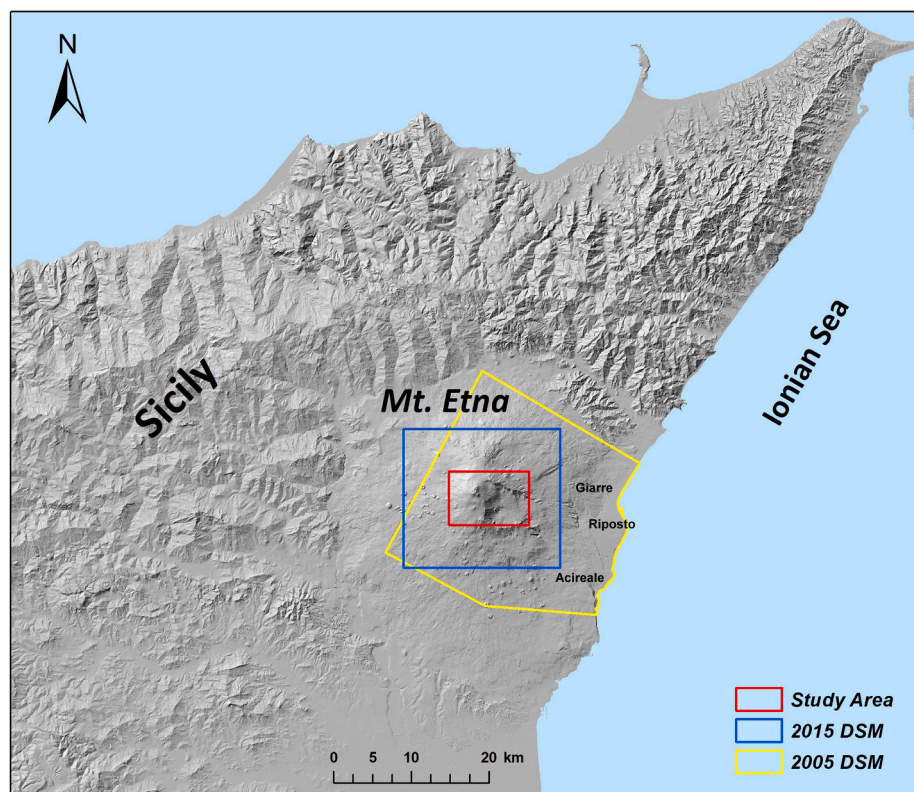 N
Ionian Sea
Sicily
Mt. Etna
Giarre
Riposto
Acireale
Study Area
2015 DSM
2005 DSM
0 5 10 20 km